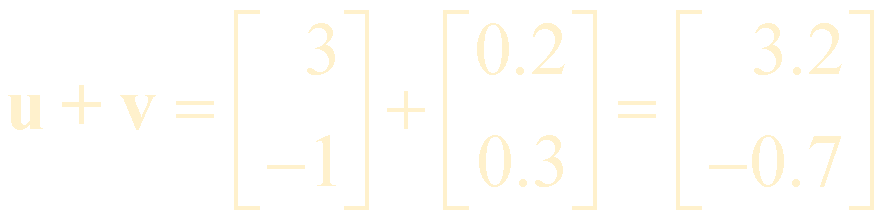 u + v = [ 3 −1 ] + [ 0.2 0.3 ] = [ 3.2 −0.7 ]